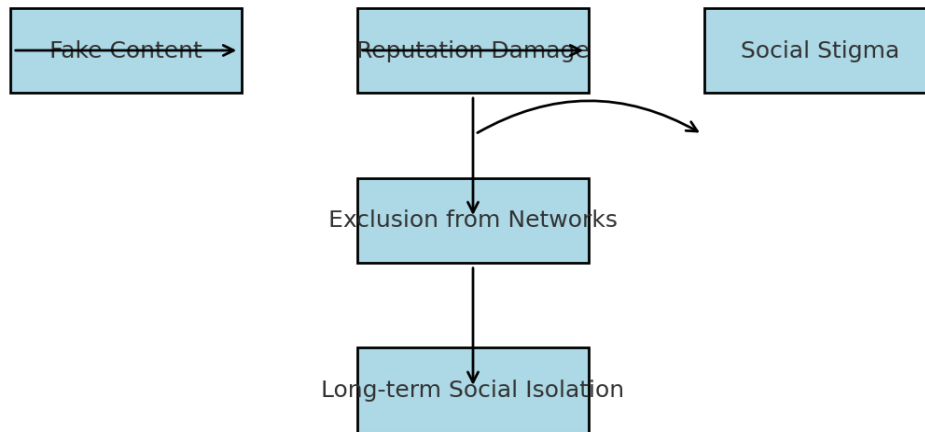 Fake Content
Reputation Damage
Social Stigma
Exclusion from Networks
Long-term Social Isolation